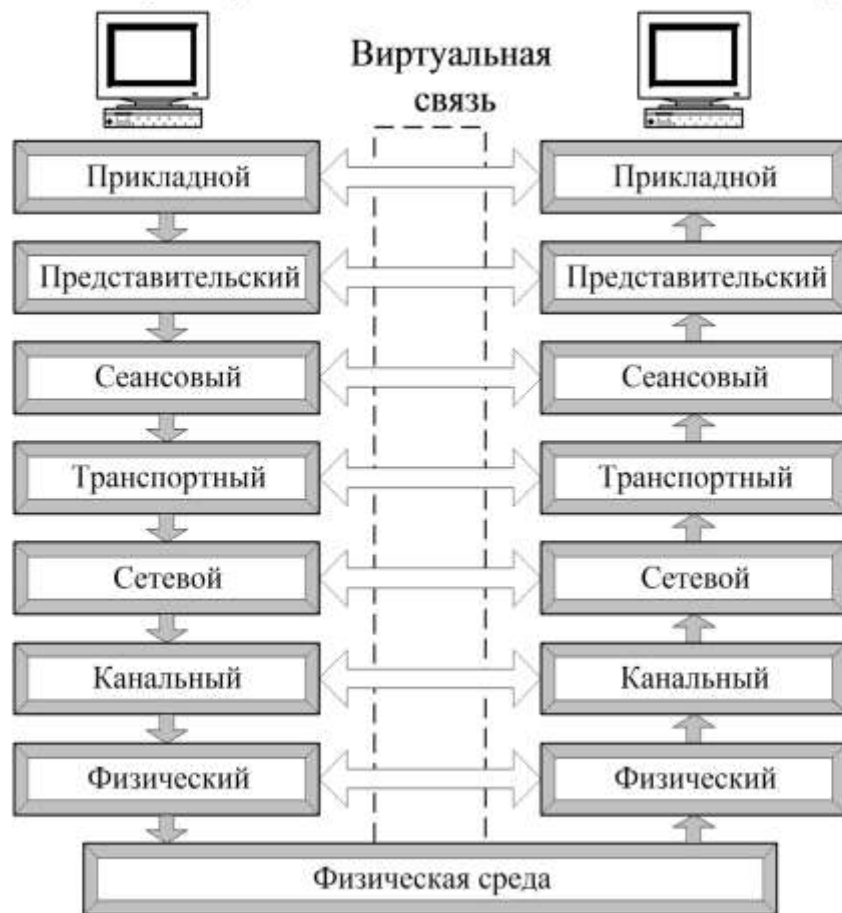 Виртуальная
связь
Прикладной
Прикладной
Представительский
Представительский
Сеансовый
Сеансовый
Транспортный
Транспортный
Сетевой
Сетевой
Канальный
Канальный
Физический
Физический
Физическая среда